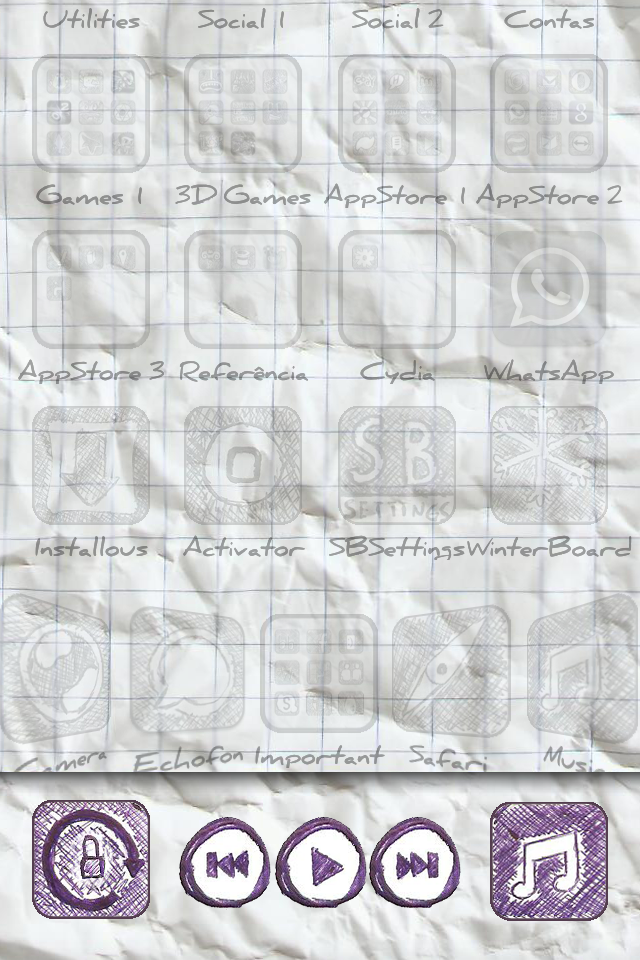 Utilities Social 1 Social 2 Contas
Games 1 3D Games AppStore 1 AppStore 2
AppStore 3 Referência Cydia WhatsApp
SB
SETTINGS
Installous Activator SBSettings WinterBoard
S
Camera Echofon Important Safari Music